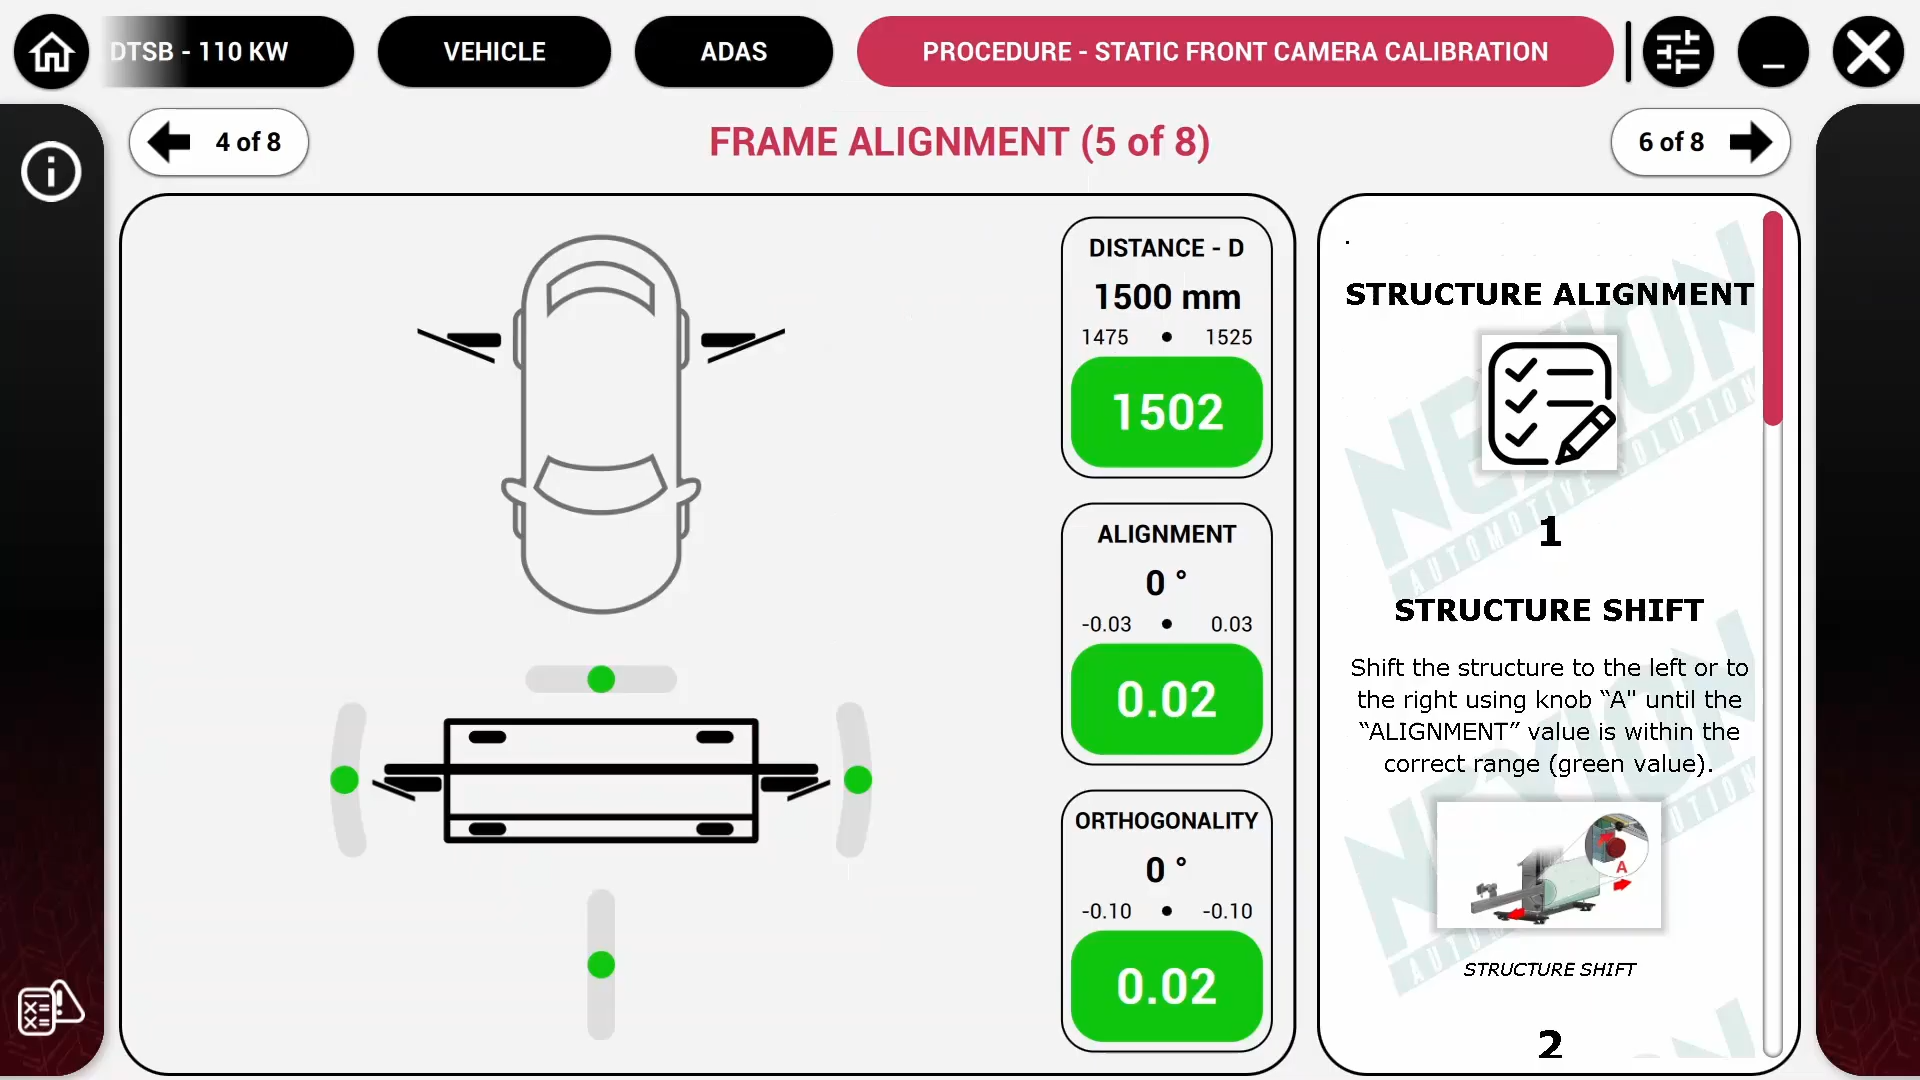 DTSB - 110 KW
VEHICLE
ADAS
PROCEDURE - STATIC FRONT CAMERA CALIBRATION
4 of 8
FRAME ALIGNMENT (5 of 8)
6 of 8
DISTANCE - D
1500 mm
1475 • 1525
1502
ALIGNMENT
0 °
-0.03 • 0.03
0.02
ORTHOGONALITY
0 °
-0.10 • -0.10
0.02
.
STRUCTURE ALIGNMENT
1
STRUCTURE SHIFT
Shift the structure to the left or to
the right using knob “A" until the
“ALIGNMENT” value is within the
correct range (green value).
A
STRUCTURE SHIFT
2
NEXION
AUTOMOTIVE SOLUTION